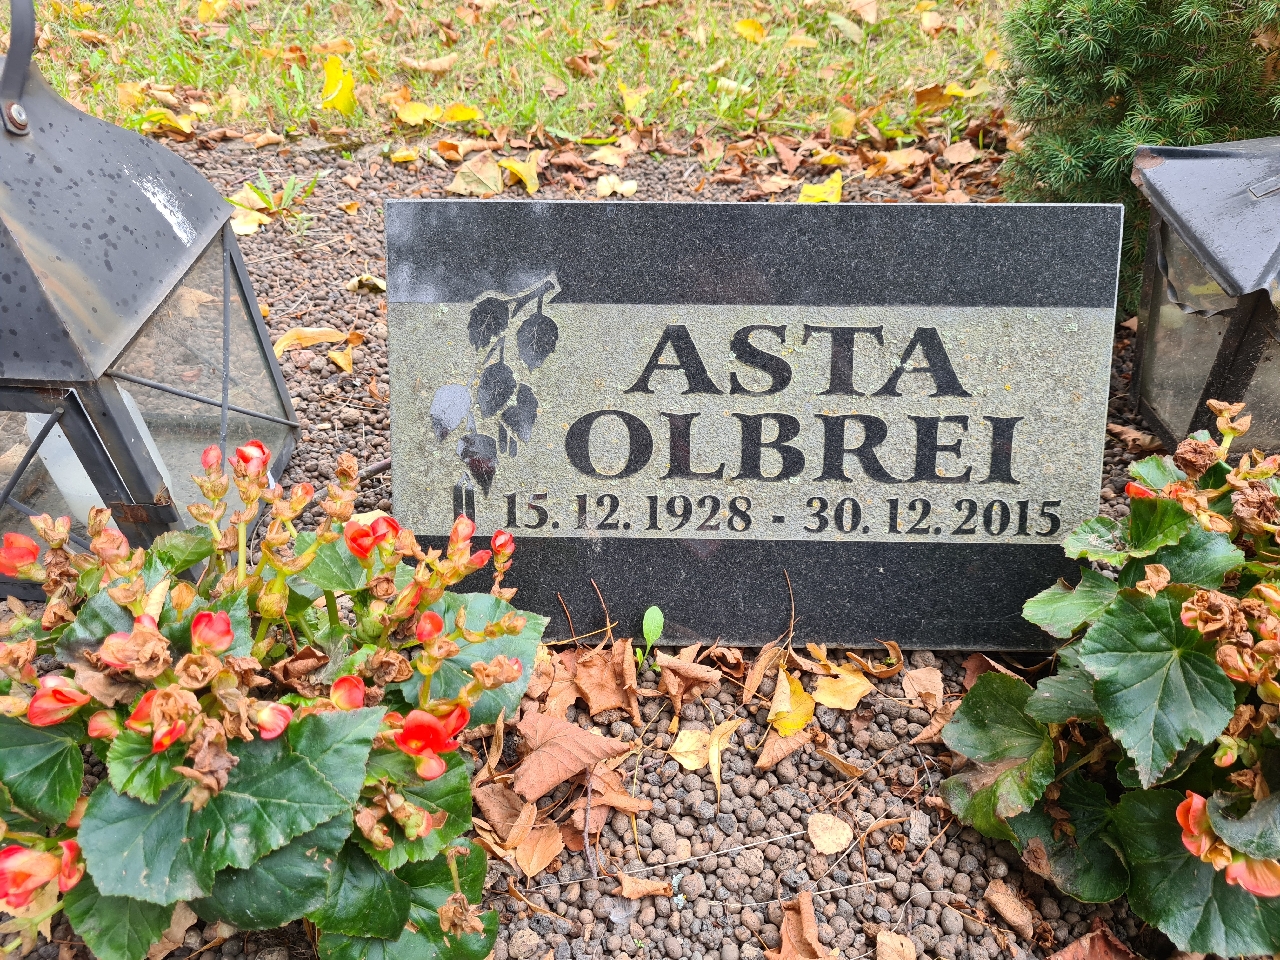 ASTA
OLBREI
15. 12. 1928 - 30. 12. 2015